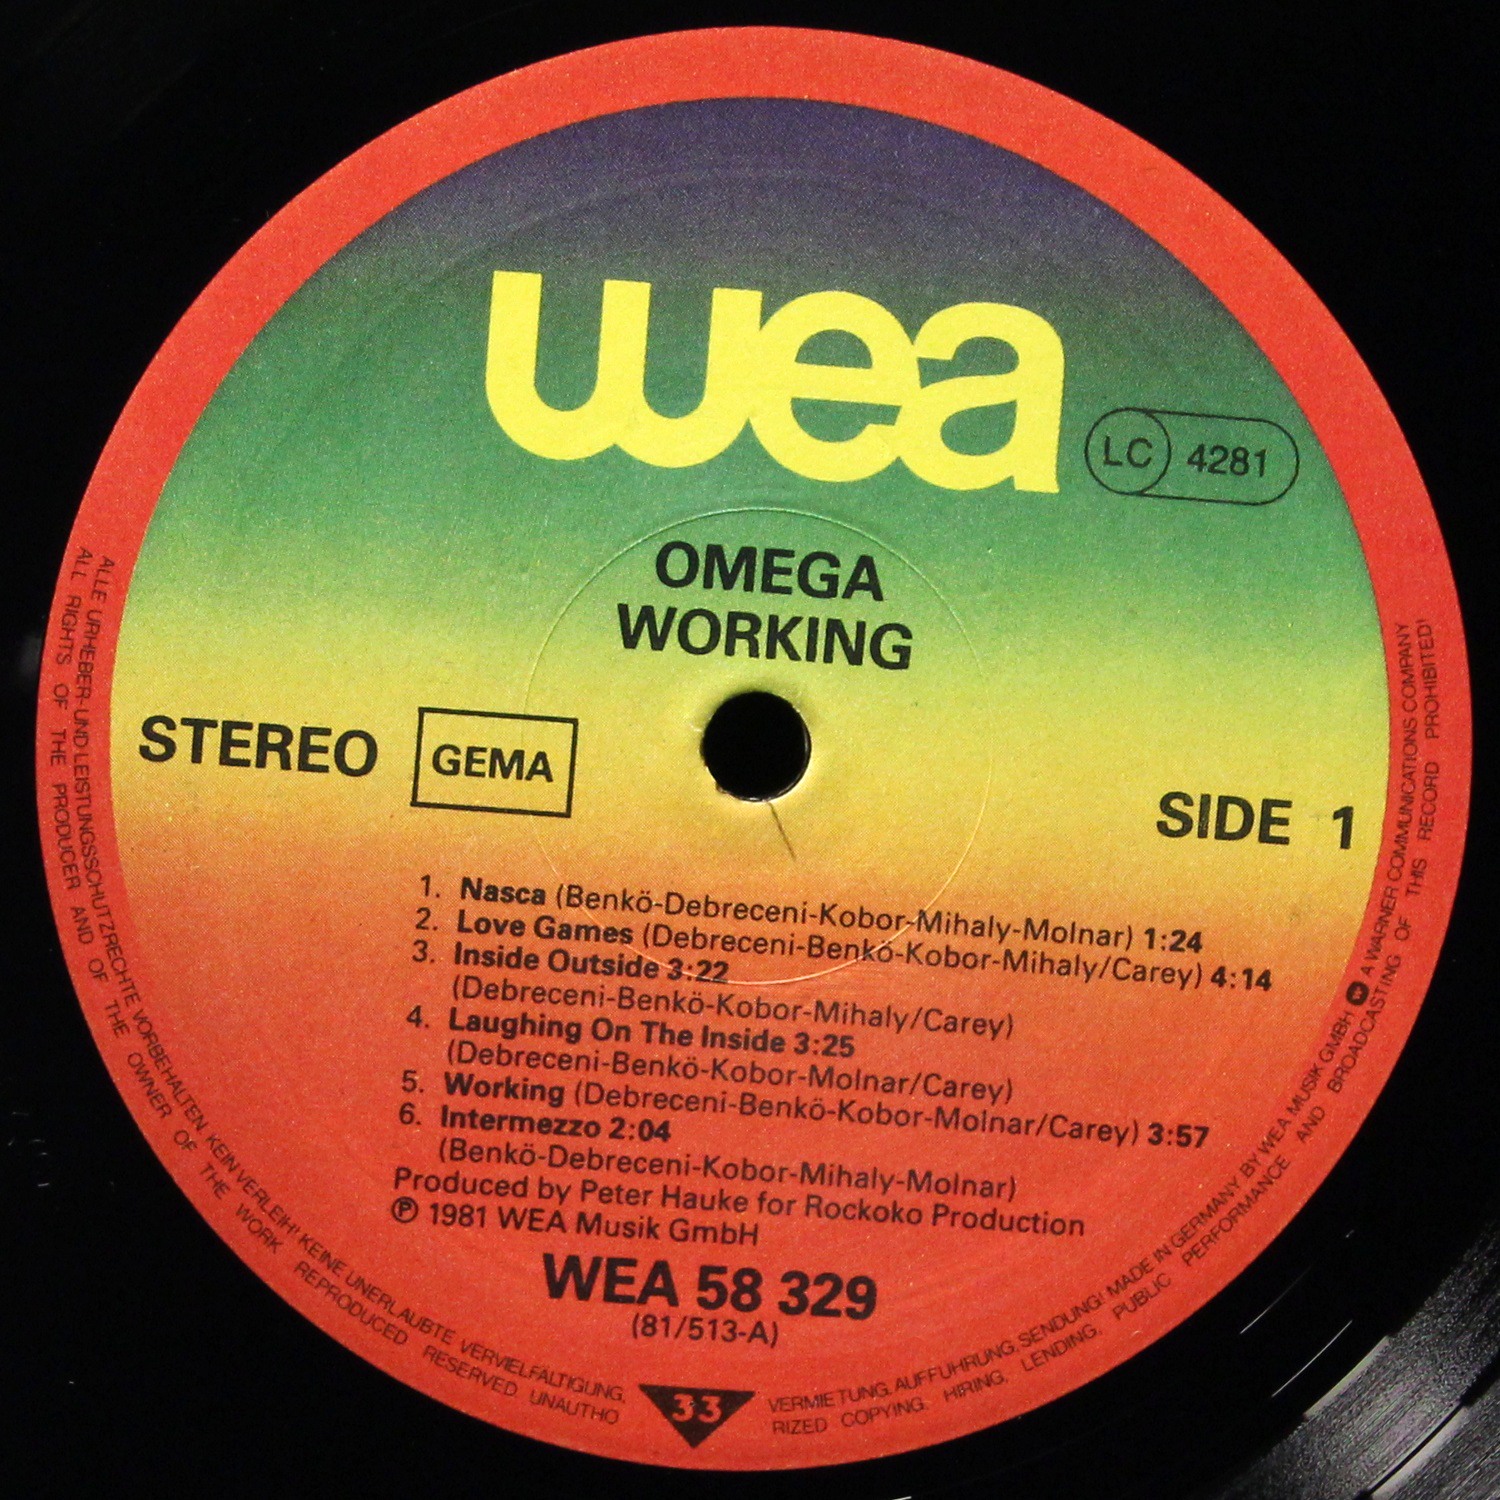 wea
LC 4281
OMEGA
WORKING
STEREO GEMA
SIDE 1
1. Nasca (Benkö-Debreceni-Kobor-Mihaly-Molnar) 1:24
2. Love Games (Debreceni-Benkö-Kobor-Mihaly/Carey) 4:14
3. Inside Outside 3:22
(Debreceni-Benkö-Kobor-Mihaly/Carey)
4. Laughing On The Inside 3:25
(Debreceni-Benkö-Kobor-Molnar/Carey)
5. Working (Debreceni-Benkö-Kobor-Molnar/Carey) 3:57
6. Intermezzo 2:04
(Benkö-Debreceni-Kobor-Mihaly-Molnar)
Produced by Peter Hauke for Rockoko Production
℗ 1981 WEA Musik GmbH
WEA 58 329
(81/513-A)
33
ALLE URHEBER-UND LEISTUNGSSCHUTZRECHTE VORBEHALTEN KEIN VERLEIH! KEINE UNERLAUBTE VERVIELFÄLTIGUNG, VERMIETUNG, AUFFÜHRUNG, SENDUNG! MADE IN GERMANY BY WEA MUSIK GMBH A WARNER COMMUNICATIONS COMPANY
ALL RIGHTS OF THE PRODUCER AND OF THE OWNER OF THE WORK REPRODUCED RESERVED UNAUTHORIZED COPYING, HIRING, LENDING, PUBLIC PERFORMANCE AND BROADCASTING OF THIS RECORD PROHIBITED!